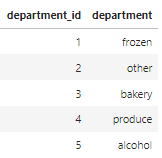 department_id department
1 frozen
2 other
3 bakery
4 produce
5 alcohol